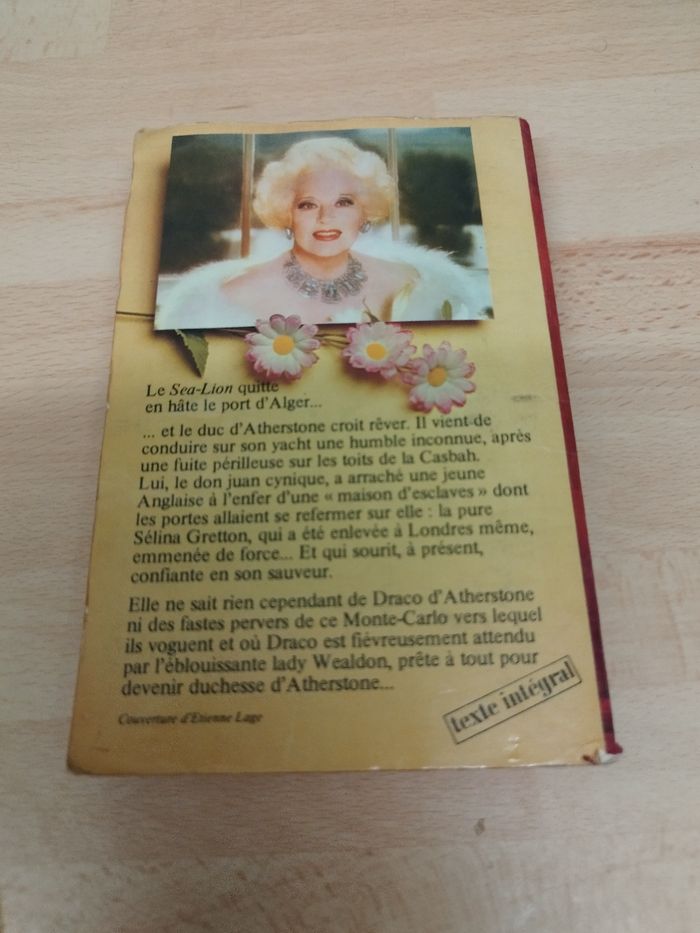 Le Sea-Lion quitte
en hâte le port d'Alger...
... et le duc d'Atherstone croit rêver. Il vient de
conduire sur son yacht une humble inconnue, après
une fuite périlleuse sur les toits de la Casbah.
Lui, le don juan cynique, a arraché une jeune
Anglaise à l'enfer d'une « maison d'esclaves » dont
les portes allaient se refermer sur elle : la pure
Sélina Gretton, qui a été enlevée à Londres même,
emmenée de force... Et qui sourit, à présent,
confiante en son sauveur.
Elle ne sait rien cependant de Draco d'Atherstone
ni des fastes pervers de ce Monte-Carlo vers lequel
ils voguent et où Draco est fiévreusement attendu
par l'éblouissante lady Wealdon, prête à tout pour
devenir duchesse d'Atherstone...
Couverture d'Etienne Lage
texte intégral